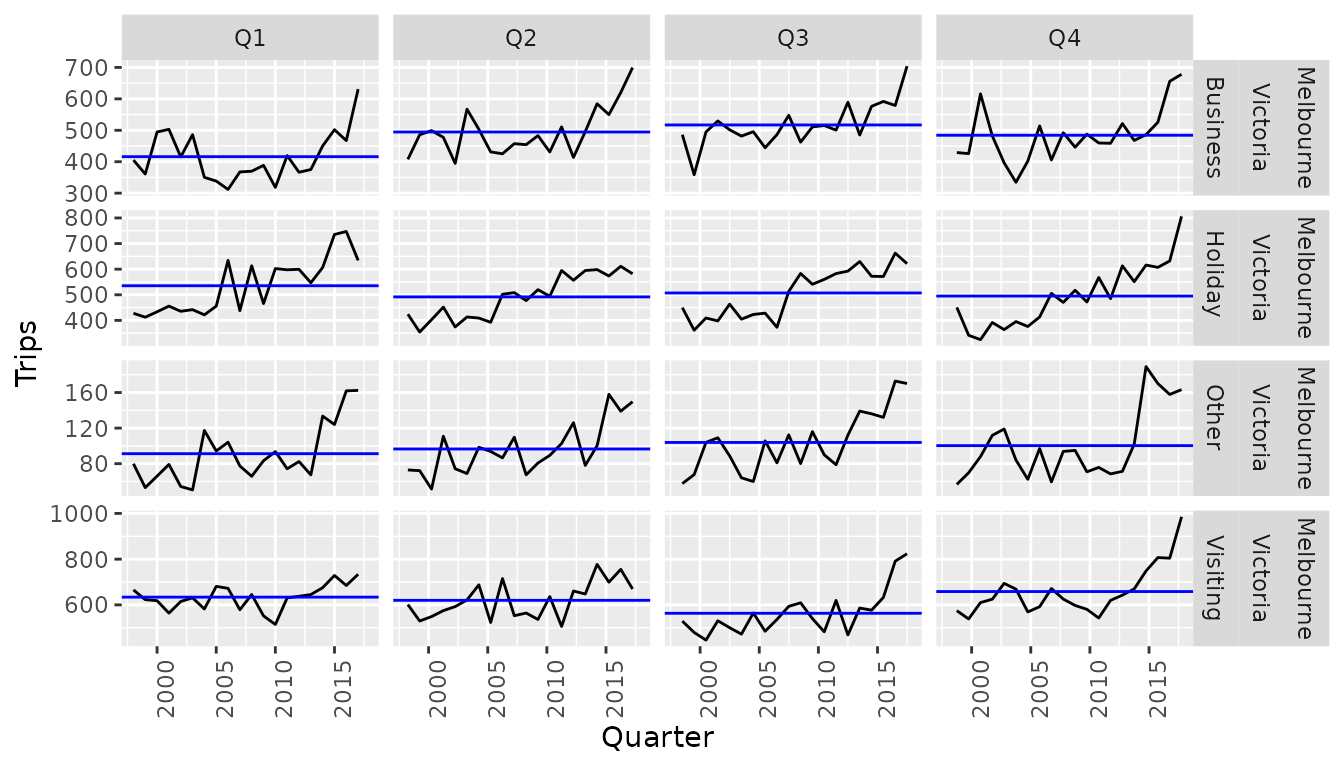 Q1 Q2 Q3 Q4
700
600
500
400
300
Business Victoria Melbourne
800
700
600
500
400
Holiday Victoria Melbourne
Trips
160
120
80
Other Victoria Melbourne
1000
800
600
Visiting Victoria Melbourne
2000 2005 2010 2015 2000 2005 2010 2015 2000 2005 2010 2015 2000 2005 2010 2015
Quarter